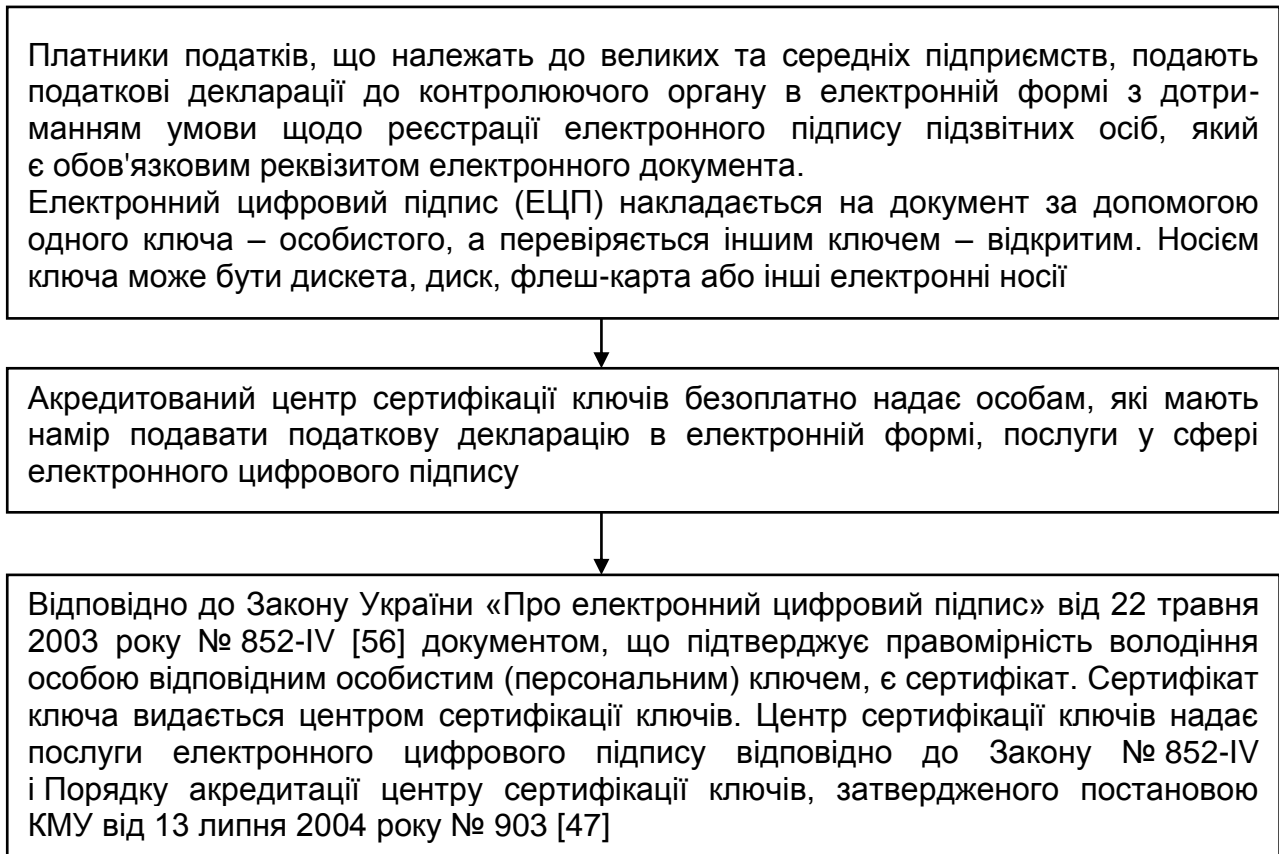 Платники податків, що належать до великих та середніх підприємств, подають
податкові декларації до контролюючого органу в електронній формі з дотри-
манням умови щодо реєстрації електронного підпису підзвітних осіб, який
є обов'язковим реквізитом електронного документа.
Електронний цифровий підпис (ЕЦП) накладається на документ за допомогою
одного ключа – особистого, а перевіряється іншим ключем – відкритим. Носієм
ключа може бути дискета, диск, флеш-карта або інші електронні носії
Акредитований центр сертифікації ключів безоплатно надає особам, які мають
намір подавати податкову декларацію в електронній формі, послуги у сфері
електронного цифрового підпису
Відповідно до Закону України «Про електронний цифровий підпис» від 22 травня
2003 року № 852-IV [56] документом, що підтверджує правомірність володіння
особою відповідним особистим (персональним) ключем, є сертифікат. Сертифікат
ключа видається центром сертифікації ключів. Центр сертифікації ключів надає
послуги електронного цифрового підпису відповідно до Закону № 852-IV
і Порядку акредитації центру сертифікації ключів, затвердженого постановою
КМУ від 13 липня 2004 року № 903 [47]